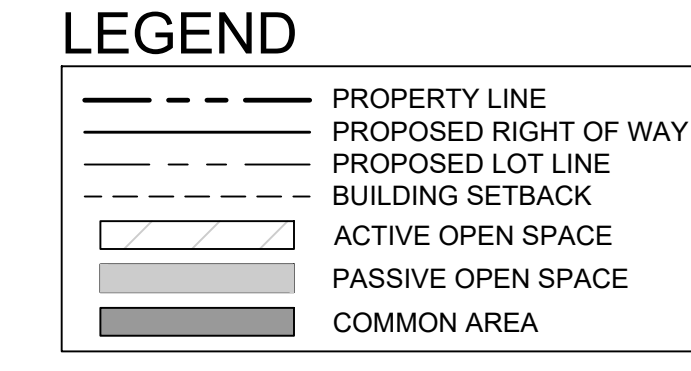 LEGEND
PROPERTY LINE
PROPOSED RIGHT OF WAY
PROPOSED LOT LINE
BUILDING SETBACK
ACTIVE OPEN SPACE
PASSIVE OPEN SPACE
COMMON AREA